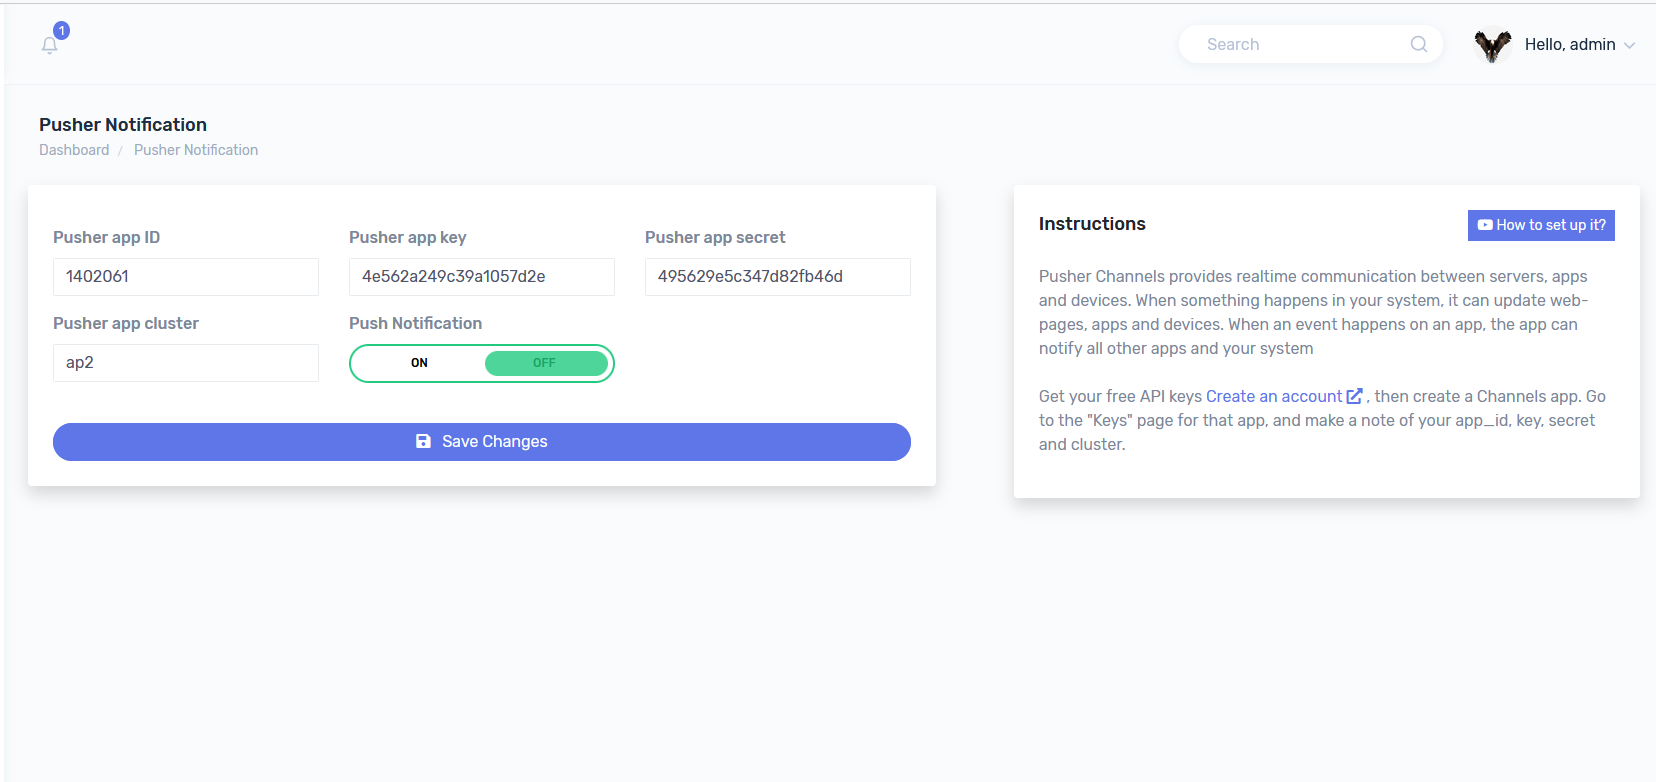 1
Search
Hello, admin
Pusher Notification
Dashboard / Pusher Notification
Pusher app ID
Pusher app key
Pusher app secret
1402061
4e562a249c39a1057d2e
495629e5c347d82fb46d
Pusher app cluster
Push Notification
ap2
ON
OFF
Save Changes
Instructions
How to set up it?
Pusher Channels provides realtime communication between servers, apps
and devices. When something happens in your system, it can update web-
pages, apps and devices. When an event happens on an app, the app can
notify all other apps and your system
Get your free API keys Create an account , then create a Channels app. Go
to the "Keys" page for that app, and make a note of your app_id, key, secret
and cluster.